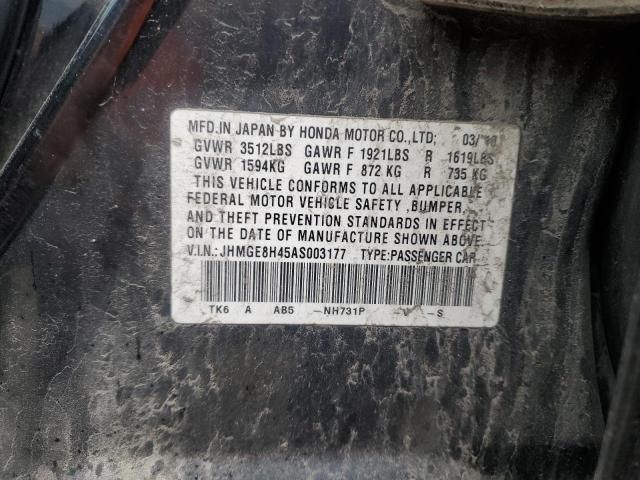 MFD.IN JAPAN BY HONDA MOTOR CO.,LTD; 03/10
GVWR 3512LBS GAWR F 1921LBS R 1619LBS
GVWR 1594KG GAWR F 872 KG R 735 KG
THIS VEHICLE CONFORMS TO ALL APPLICABLE
FEDERAL MOTOR VEHICLE SAFETY ,BUMPER,
AND THEFT PREVENTION STANDARDS IN EFFECT
ON THE DATE OF MANUFACTURE SHOWN ABOVE.
V.I.N.:JHMGE8H45AS003177 TYPE:PASSENGER CAR
TK6 A AB5 -NH731P -V -S